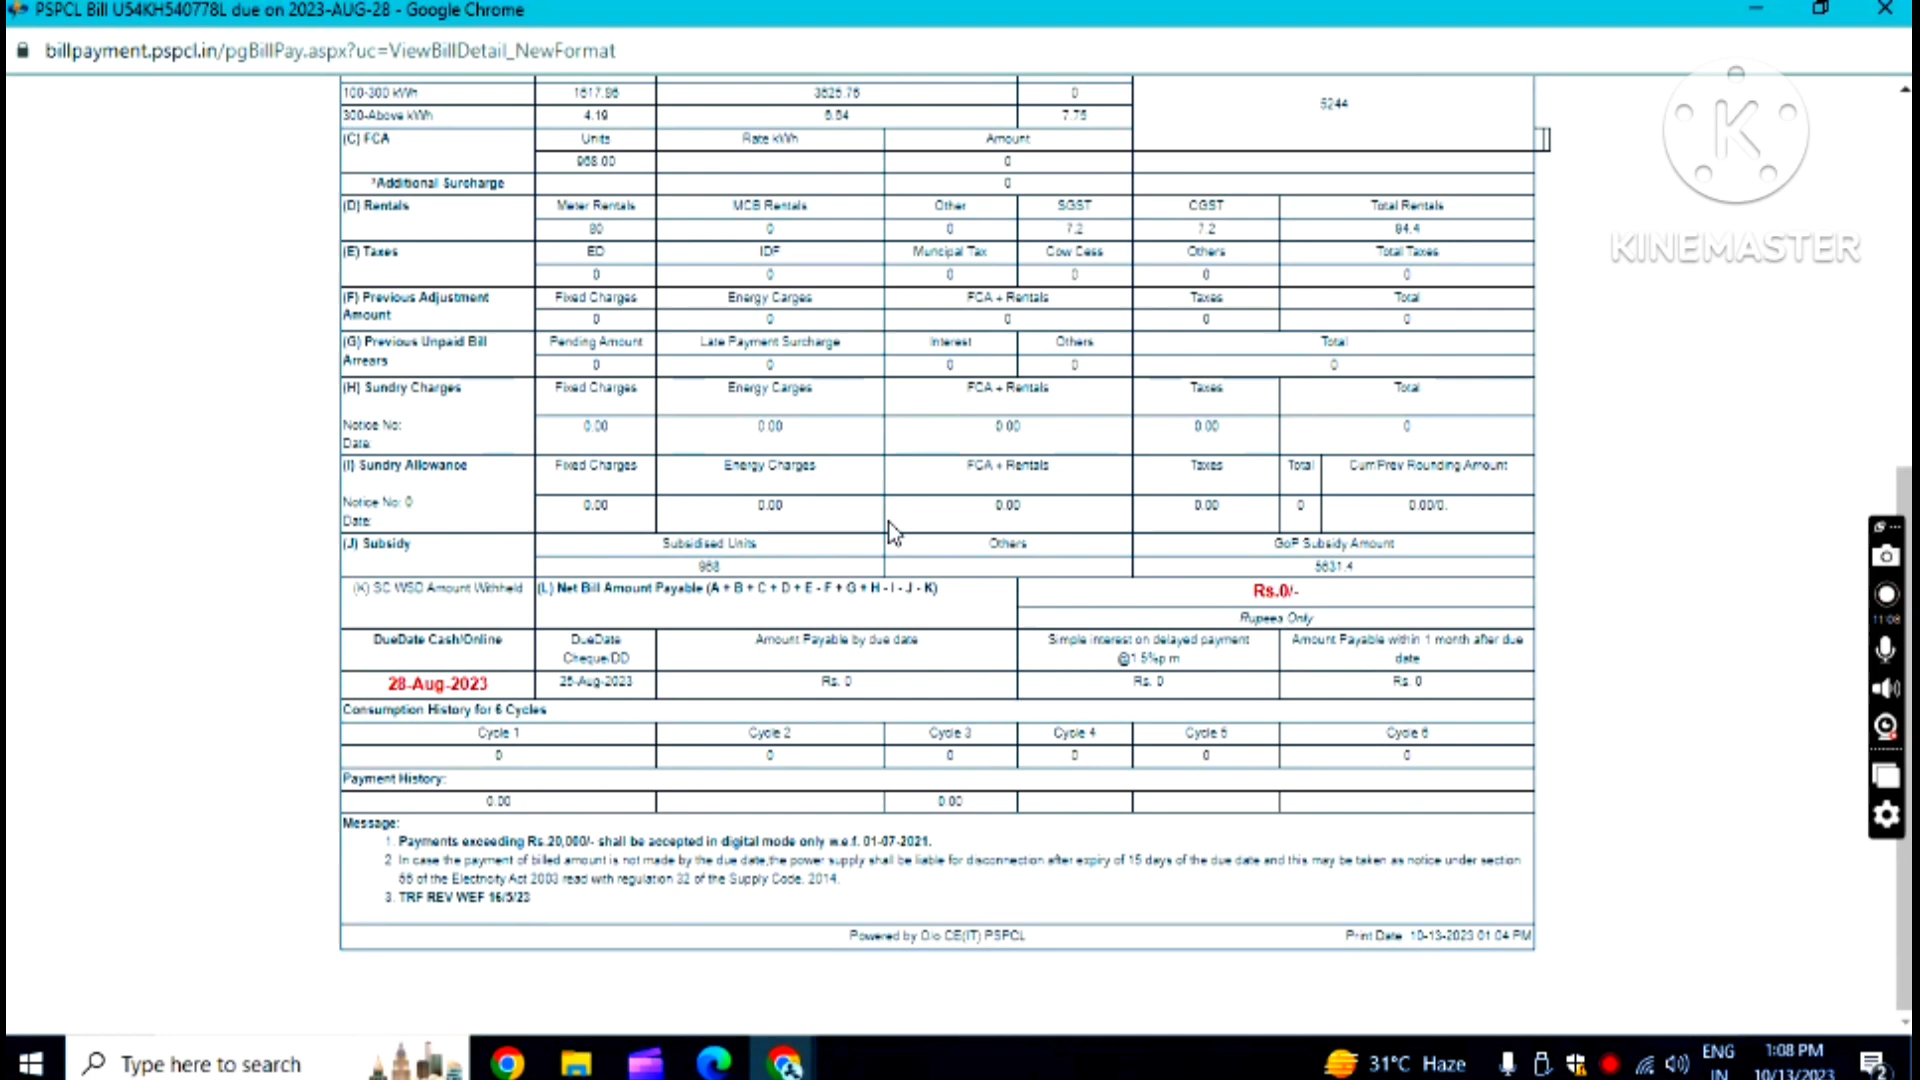 PSPCL Bill U54KH540778L due on 2023-AUG-28 - Google Chrome
billpayment.pspcl.in/pgBillPay.aspx?uc=ViewBillDetail_NewFormat
100-300 kWh 0
300-Above kWh 4.19 7.75 5244
(C) FCA Units Rate kWh Amount
968.00 0
*Additional Surcharge 0
(D) Rentals Meter Rentals MCB Rentals Other SGST CGST Total Rentals
80 0 0 7.2 7.2 94.4
(E) Taxes ED IDF Muncipal Tax Cow Cess Others Total Taxes
0 0 0 0 0 0
(F) Previous Adjustment Amount Fixed Charges Energy Carges FCA + Rentals Taxes Total
0 0 0 0 0
(G) Previous Unpaid Bill Arrears Pending Amount Late Payment Surcharge Interest Others Total
0 0 0 0 0
(H) Sundry Charges Fixed Charges Energy Carges FCA + Rentals Taxes Total
Notice No: 0.00 0.00 0.00 0.00 0
Date:
(I) Sundry Allowance Fixed Charges Energy Charges FCA + Rentals Taxes Total Cum/Prev Rounding Amount
Notice No: 0 0.00 0.00 0.00 0.00 0 0.00/0.
Date:
(J) Subsidy Subsidised Units Others GoP Subsidy Amount
968 5631.4
(K) SC WSD Amount Withheld (L) Net Bill Amount Payable (A + B + C + D + E - F + G + H - I - J - K) Rs.0/-
Rupees Only
DueDate Cash/Online DueDate Cheque/DD Amount Payable by due date Simple interest on delayed payment @1.5%p.m Amount Payable within 1 month after due date
28-Aug-2023 25-Aug-2023 Rs. 0 Rs. 0 Rs. 0
Consumption History for 6 Cycles
Cycle 1 Cycle 2 Cycle 3 Cycle 4 Cycle 5 Cycle 6
0 0 0 0 0 0
Payment History:
0.00 0.00
Message:
1. Payments exceeding Rs.20,000/- shall be accepted in digital mode only w.e.f. 01-07-2021.
2. In case the payment of billed amount is not made by the due date,the power supply shall be liable for disconnection after expiry of 15 days of the due date and this may be taken as notice under section
56 of the Electricity Act 2003 read with regulation 32 of the Supply Code, 2014.
3. TRF REV WEF 16/5/23
Powered by O/o CE(IT) PSPCL Print Date: 10-13-2023 01:04 PM
K
KINEMASTER
11:08
Type here to search
31°C Haze
ENG
IN
1:08 PM
10/13/2023
2